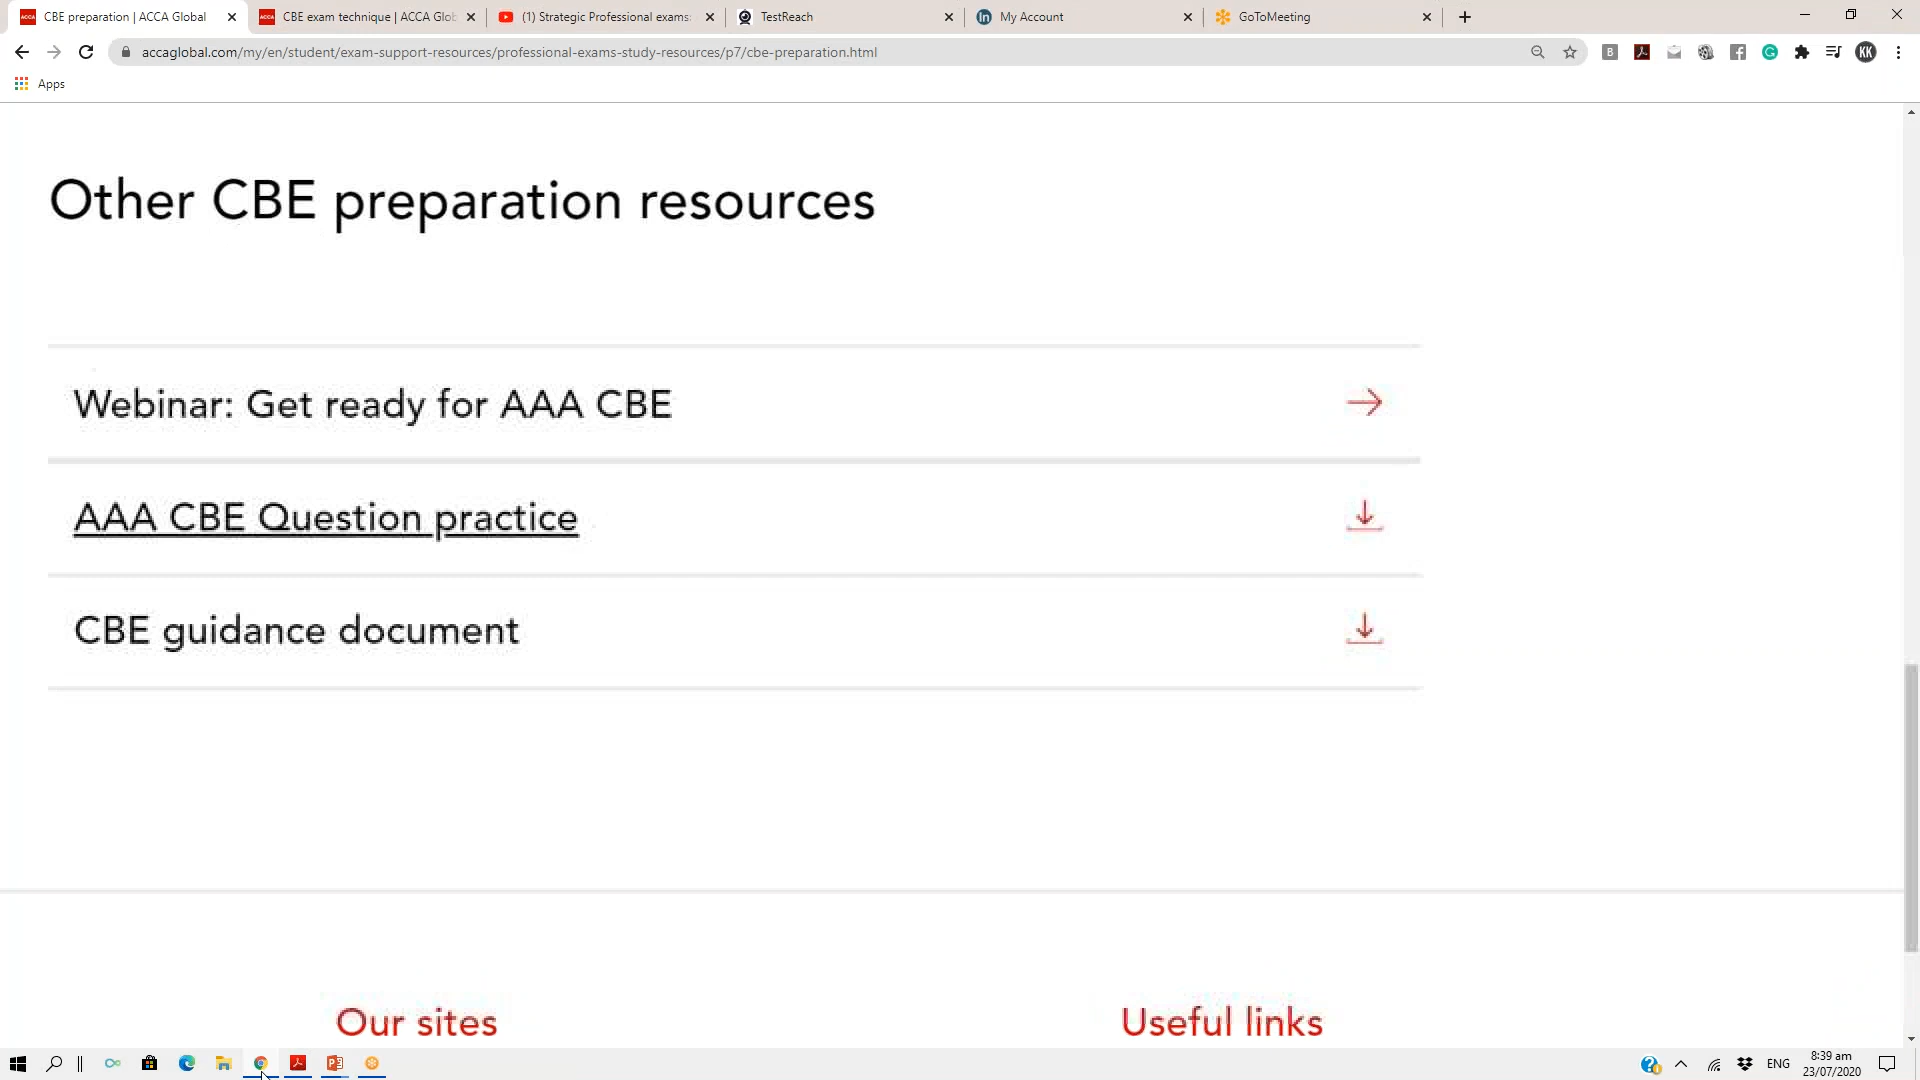 CBE preparation | ACCA Global
CBE exam technique | ACCA Glob
(1) Strategic Professional exams:
TestReach
My Account
GoToMeeting
accaglobal.com/my/en/student/exam-support-resources/professional-exams-study-resources/p7/cbe-preparation.html
KK
Apps
Other CBE preparation resources
Webinar: Get ready for AAA CBE
AAA CBE Question practice
CBE guidance document
Our sites
Useful links
ENG
8:39 am
23/07/2020